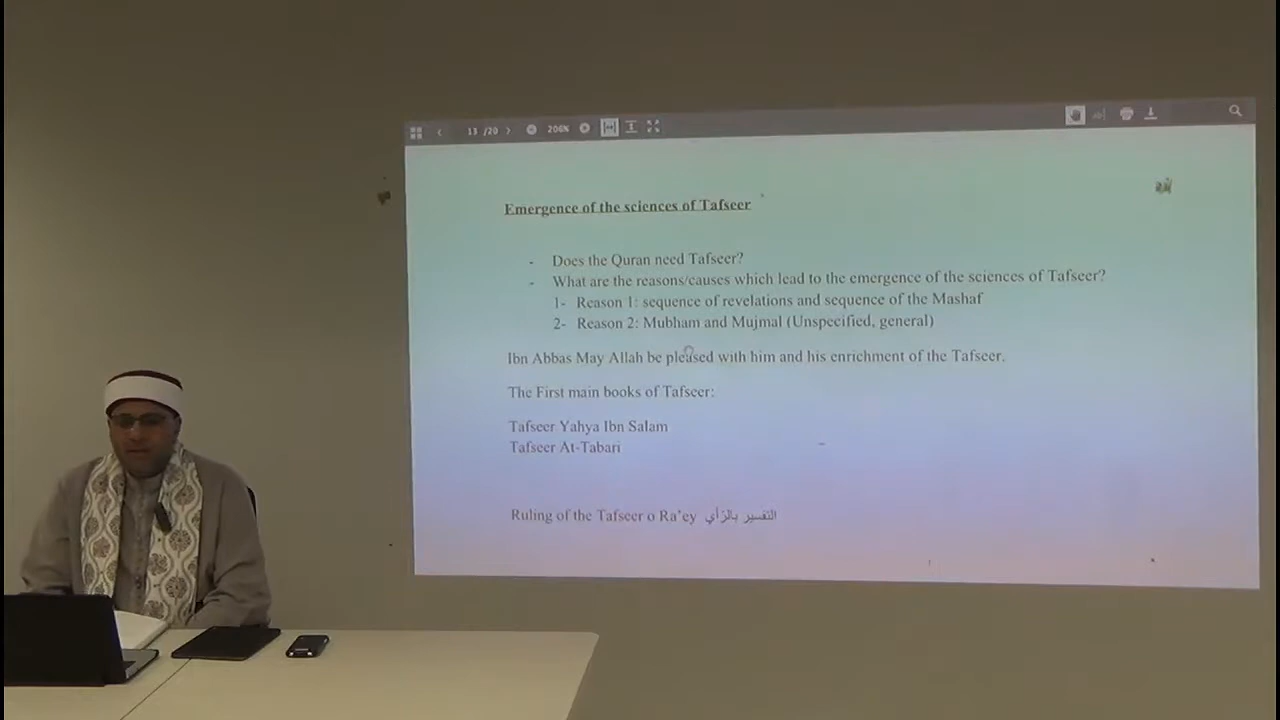 13 /20
206%
Emergence of the sciences of Tafseer
- Does the Quran need Tafseer?
- What are the reasons/causes which lead to the emergence of the sciences of Tafseer?
1- Reason 1: sequence of revelations and sequence of the Mashaf
2- Reason 2: Mubham and Mujmal (Unspecified, general)
Ibn Abbas May Allah be pleased with him and his enrichment of the Tafseer.
The First main books of Tafseer:
Tafseer Yahya Ibn Salam
Tafseer At-Tabari
Ruling of the Tafseer o Ra'ey التفسير بالرأي